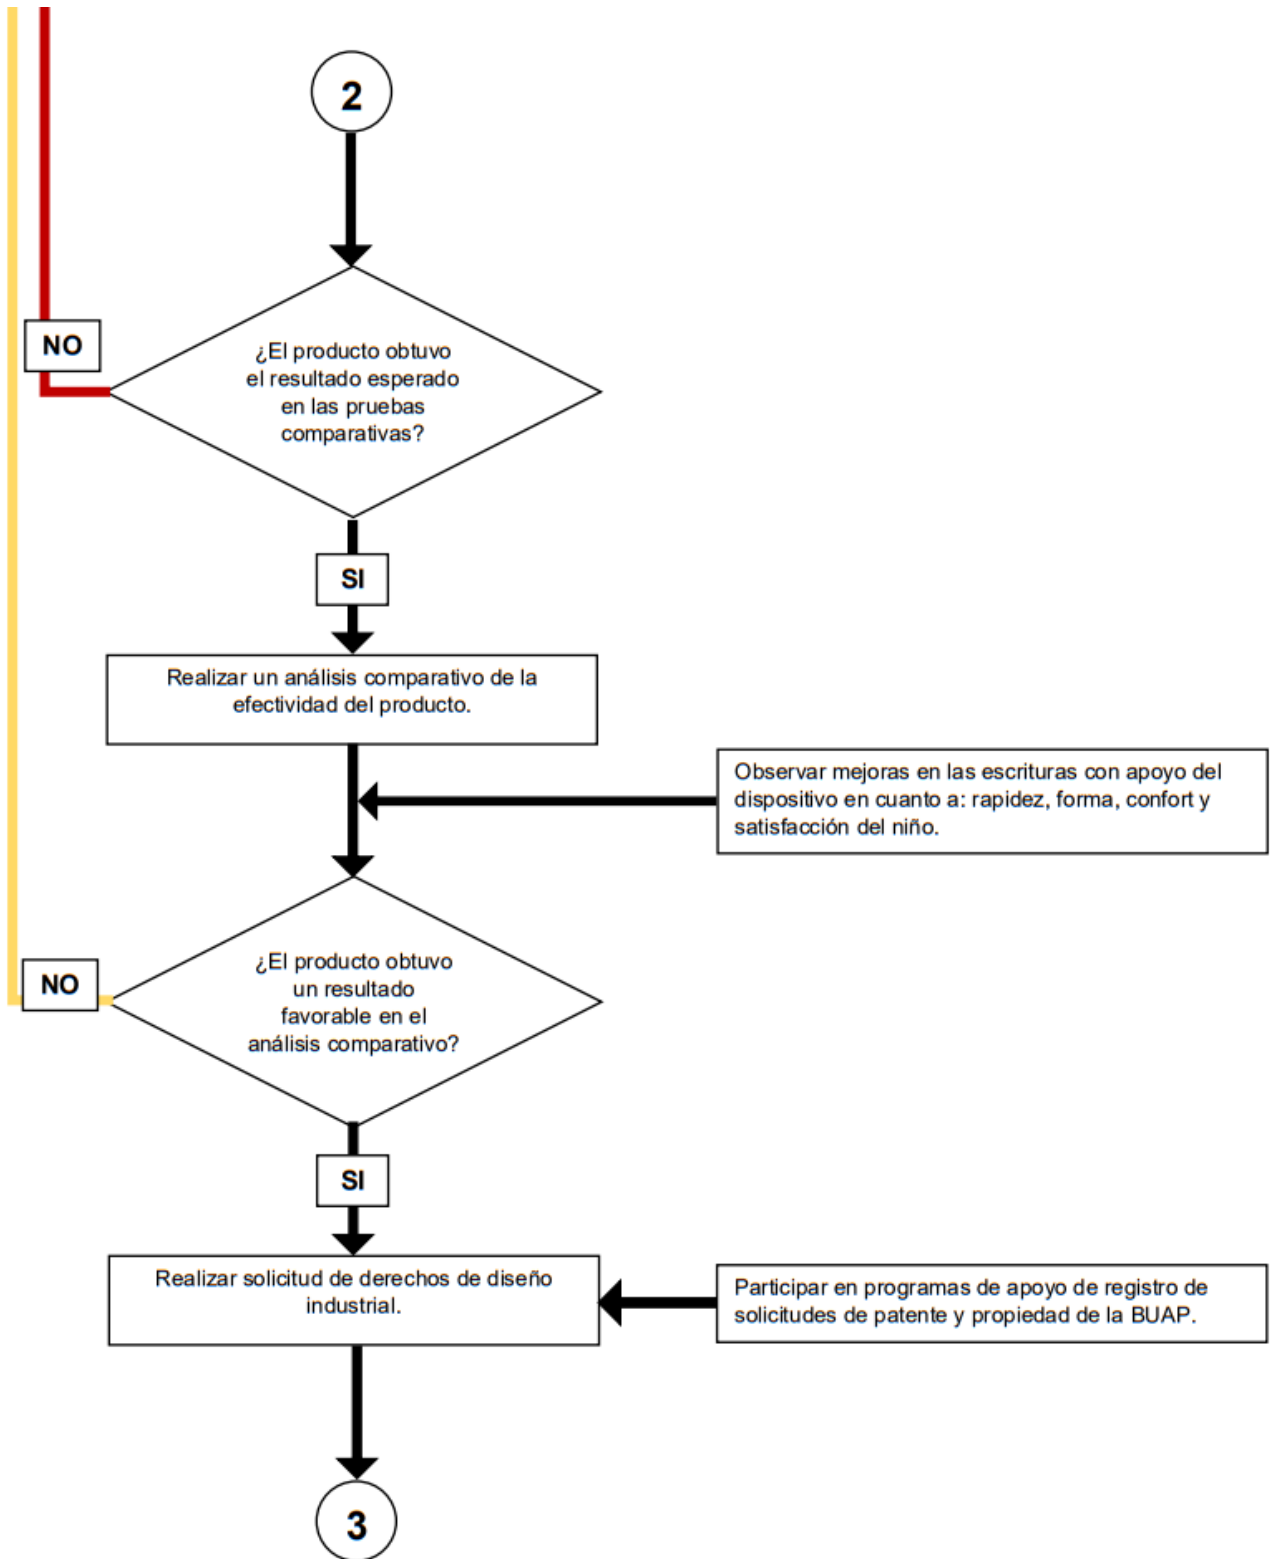 2
NO
¿El producto obtuvo
el resultado esperado
en las pruebas
comparativas?
SI
Realizar un análisis comparativo de la
efectividad del producto.
Observar mejoras en las escrituras con apoyo del
dispositivo en cuanto a: rapidez, forma, confort y
satisfacción del niño.
NO
¿El producto obtuvo
un resultado
favorable en el
análisis comparativo?
SI
Realizar solicitud de derechos de diseño
industrial.
Participar en programas de apoyo de registro de
solicitudes de patente y propiedad de la BUAP.
3